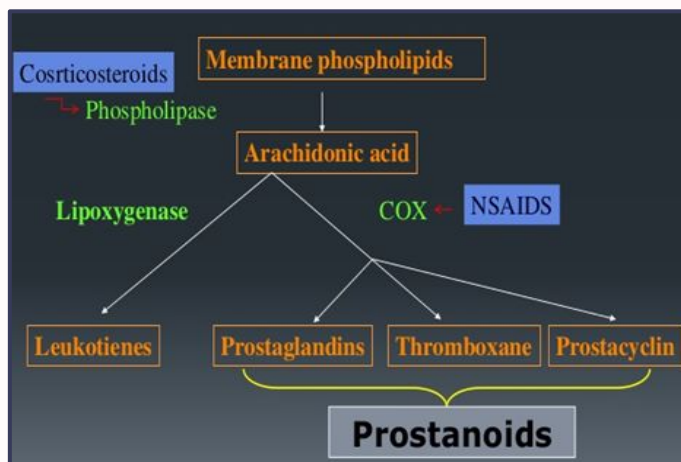 Membrane phospholipids
Cosrticosteroids
Phospholipase
Arachidonic acid
Lipoxygenase
COX
NSAIDS
Leukotienes
Prostaglandins
Thromboxane
Prostacyclin
Prostanoids